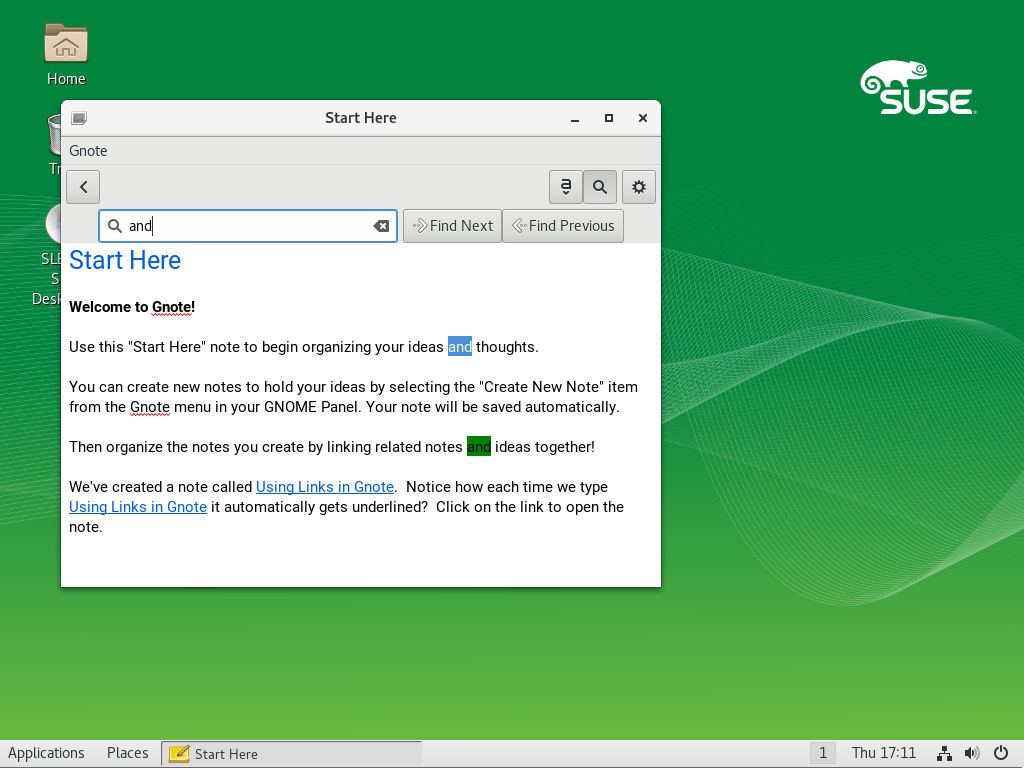 Home
SUSE
Start Here
Tr
Gnote
and
Find Next
Find Previous
SLE
S
Desk
Start Here
Welcome to Gnote!
Use this "Start Here" note to begin organizing your ideas and thoughts.
You can create new notes to hold your ideas by selecting the "Create New Note" item
from the Gnote menu in your GNOME Panel. Your note will be saved automatically.
Then organize the notes you create by linking related notes and ideas together!
We've created a note called Using Links in Gnote.  Notice how each time we type
Using Links in Gnote it automatically gets underlined?  Click on the link to open the
note.
Applications
Places
Start Here
1
Thu 17:11